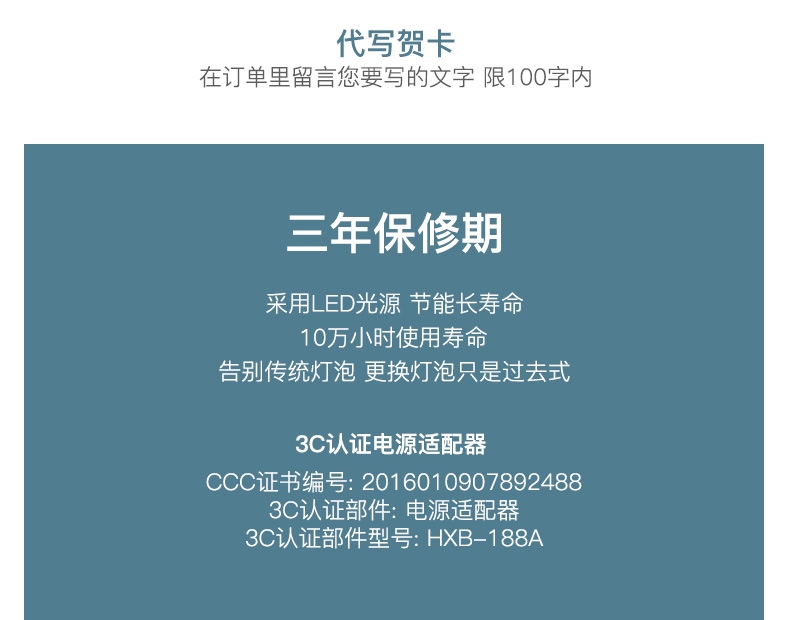 代写贺卡
在订单里留言您要写的文字 限100字内
三年保修期
采用LED光源 节能长寿命
10万小时使用寿命
告别传统灯泡 更换灯泡只是过去式
3C认证电源适配器
CCC证书编号: 2016010907892488
3C认证部件: 电源适配器
3C认证部件型号: HXB-188A